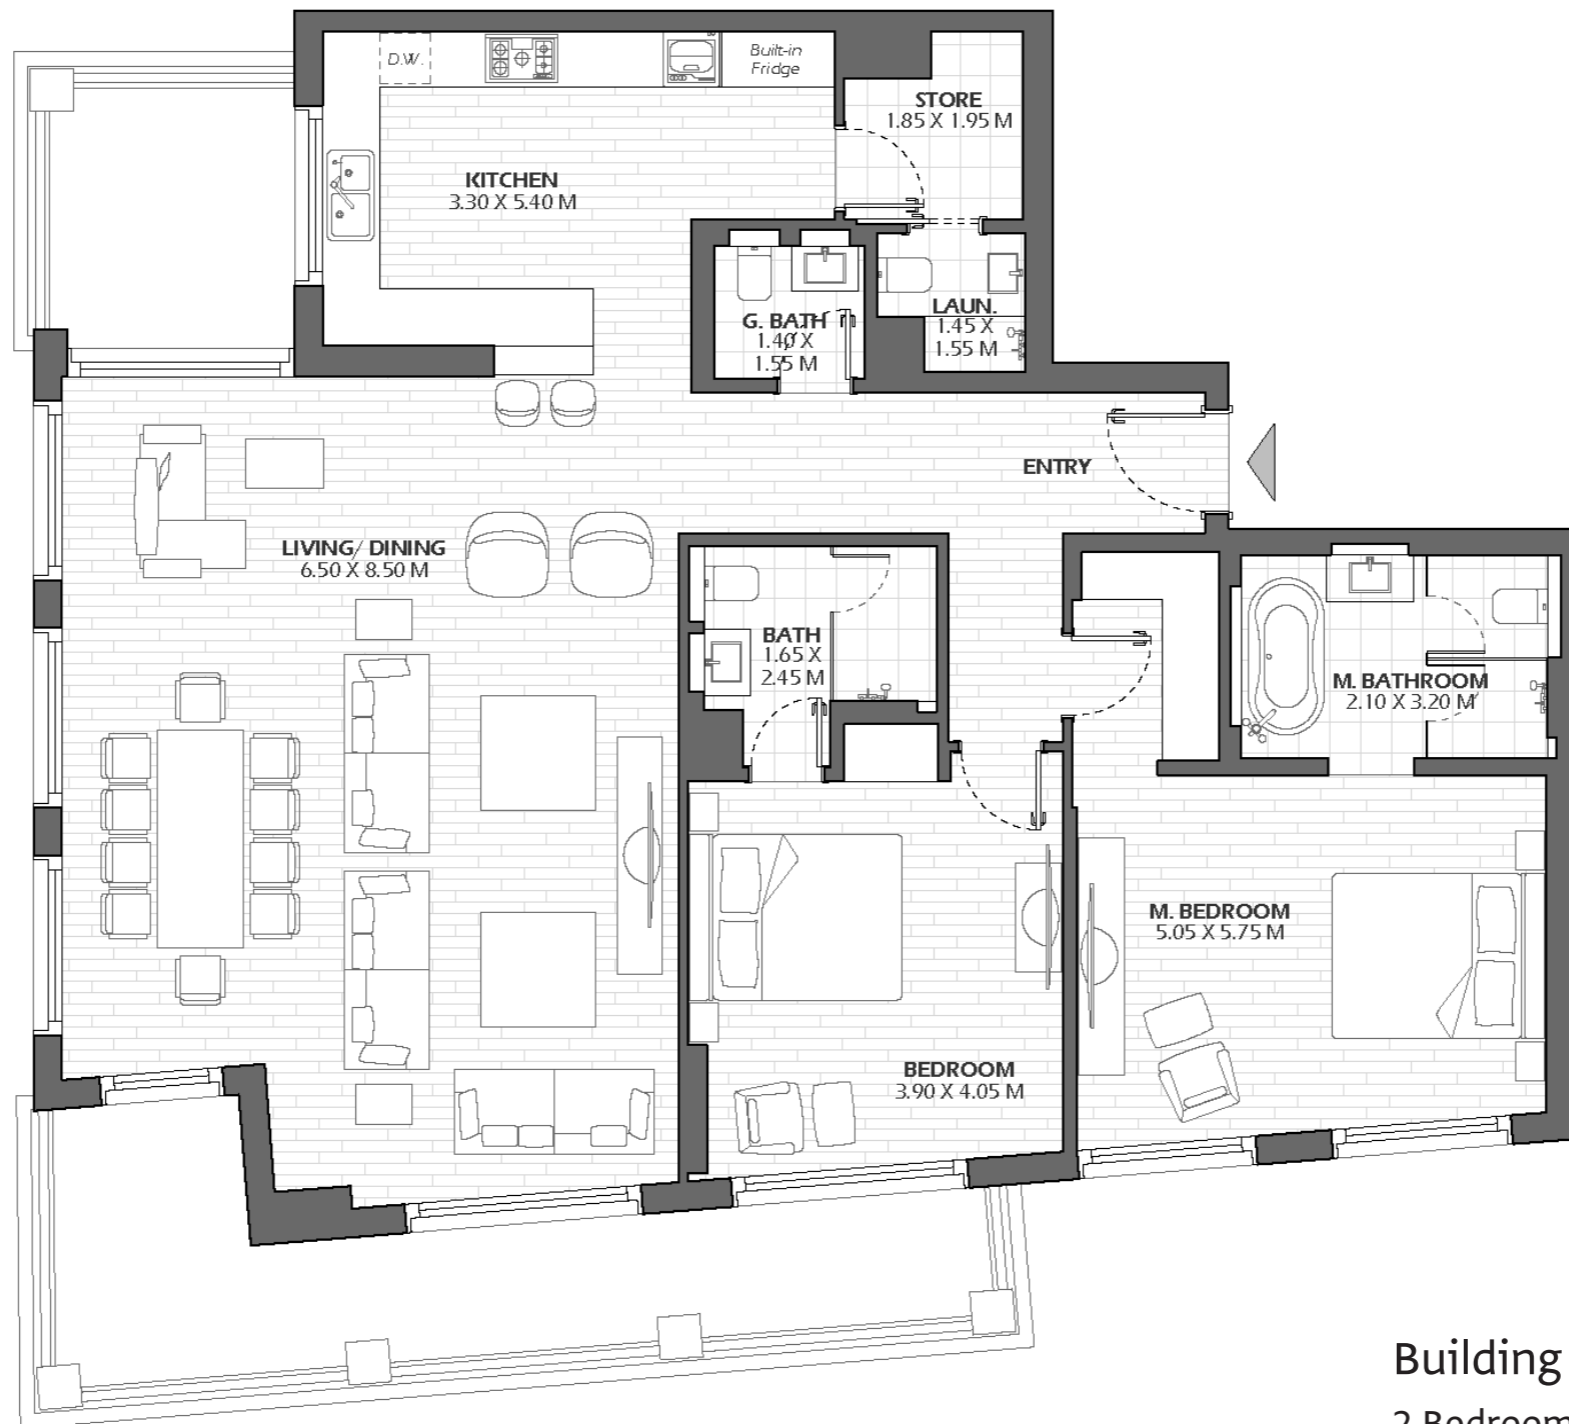 D.W.
Built-in
Fridge
STORE
1.85 X 1.95 M
KITCHEN
3.30 X 5.40 M
G. BATH
1.40 X
1.55 M
LAUN.
1.45 X
1.55 M
ENTRY
LIVING/ DINING
6.50 X 8.50 M
BATH
1.65 X
2.45 M
M. BATHROOM
2.10 X 3.20 M
M. BEDROOM
5.05 X 5.75 M
BEDROOM
3.90 X 4.05 M
Building
2 Bedroom